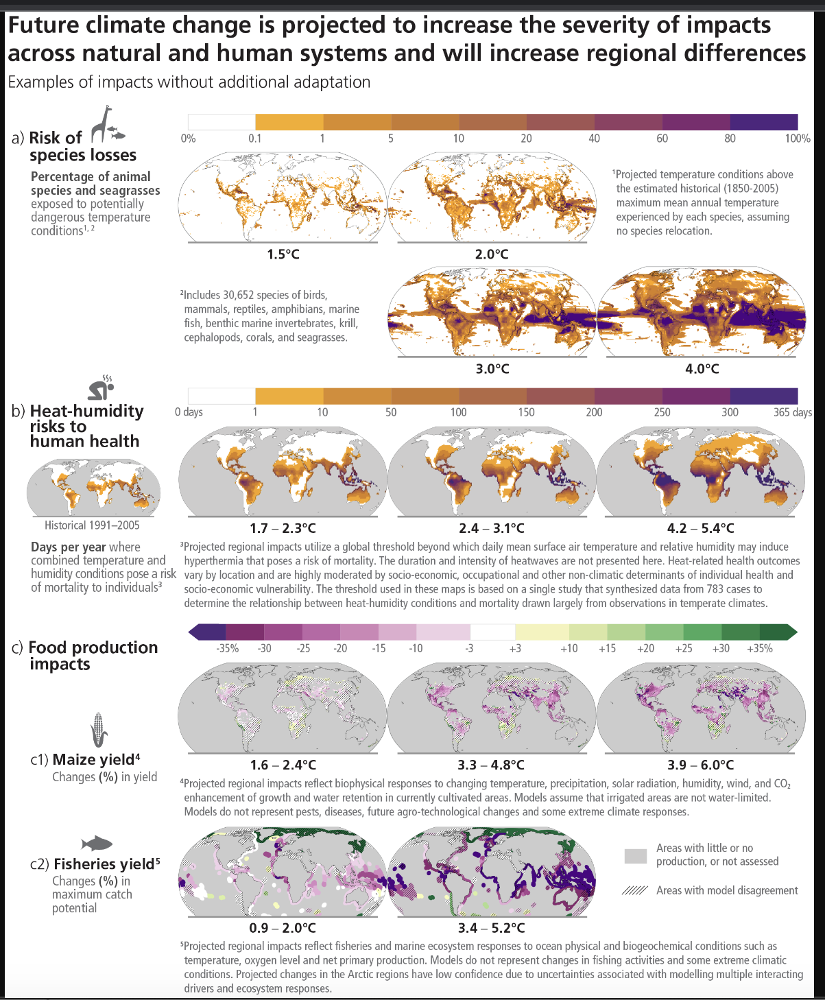 Future climate change is projected to increase the severity of impacts
across natural and human systems and will increase regional differences
Examples of impacts without additional adaptation
a) Risk of
species losses
Percentage of animal
species and seagrasses
exposed to potentially
dangerous temperature
conditions¹, ²
0% 0.1 1 5 10 20 40 60 80 100%
1.5°C
2.0°C
¹Projected temperature conditions above
the estimated historical (1850-2005)
maximum mean annual temperature
experienced by each species, assuming
no species relocation.
²Includes 30,652 species of birds,
mammals, reptiles, amphibians, marine
fish, benthic marine invertebrates, krill,
cephalopods, corals, and seagrasses.
3.0°C
4.0°C
b) Heat-humidity
risks to
human health
0 days 1 10 50 100 150 200 250 300 365 days
Historical 1991–2005
Days per year where
combined temperature and
humidity conditions pose a risk
of mortality to individuals³
1.7 – 2.3°C
2.4 – 3.1°C
4.2 – 5.4°C
³Projected regional impacts utilize a global threshold beyond which daily mean surface air temperature and relative humidity may induce
hyperthermia that poses a risk of mortality. The duration and intensity of heatwaves are not presented here. Heat-related health outcomes
vary by location and are highly moderated by socio-economic, occupational and other non-climatic determinants of individual health and
socio-economic vulnerability. The threshold used in these maps is based on a single study that synthesized data from 783 cases to
determine the relationship between heat-humidity conditions and mortality drawn largely from observations in temperate climates.
c) Food production
impacts
-35% -30 -25 -20 -15 -10 -3 +3 +10 +15 +20 +25 +30 +35%
c1) Maize yield⁴
Changes (%) in yield
1.6 – 2.4°C
3.3 – 4.8°C
3.9 – 6.0°C
⁴Projected regional impacts reflect biophysical responses to changing temperature, precipitation, solar radiation, humidity, wind, and CO₂
enhancement of growth and water retention in currently cultivated areas. Models assume that irrigated areas are not water-limited.
Models do not represent pests, diseases, future agro-technological changes and some extreme climate responses.
c2) Fisheries yield⁵
Changes (%) in
maximum catch
potential
0.9 – 2.0°C
3.4 – 5.2°C
Areas with little or no
production, or not assessed
Areas with model disagreement
⁵Projected regional impacts reflect fisheries and marine ecosystem responses to ocean physical and biogeochemical conditions such as
temperature, oxygen level and net primary production. Models do not represent changes in fishing activities and some extreme climatic
conditions. Projected changes in the Arctic regions have low confidence due to uncertainties associated with modelling multiple interacting
drivers and ecosystem responses.